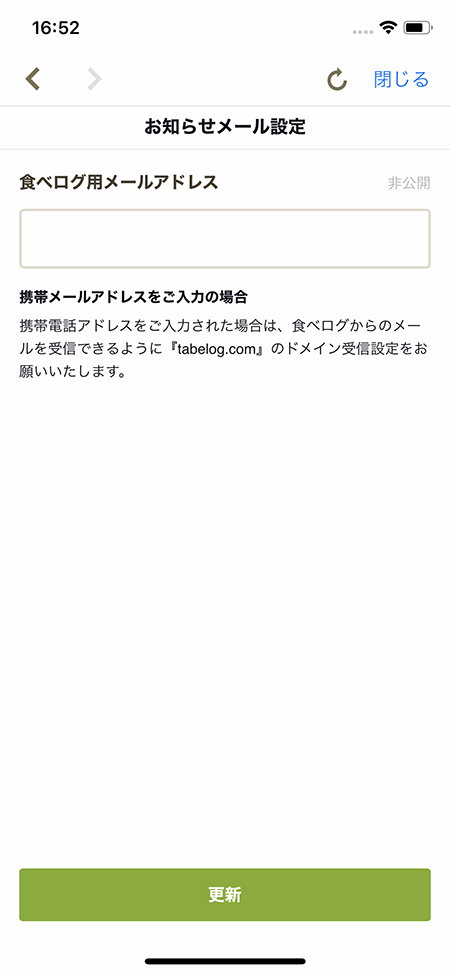 16:52
閉じる
お知らせメール設定
食べログ用メールアドレス 非公開
携帯メールアドレスをご入力の場合
携帯電話アドレスをご入力された場合は、食べログからのメー
ルを受信できるように『tabelog.com』のドメイン受信設定をお
願いいたします。
更新